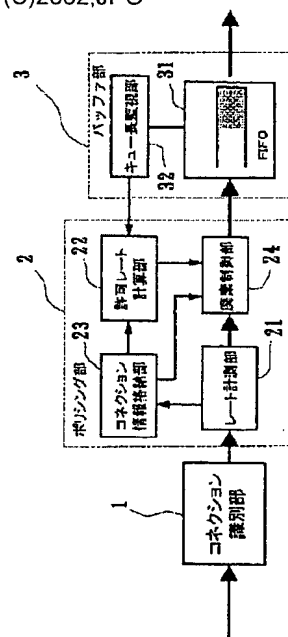 (C)2002,JPO
1
コネクション
識別部
2
ポリシング部
23
コネクション
情報格納部
22
許可レート
計算部
レート計測部
21
廃棄制御部
24
3
バッファ部
キュー長監視部
32
31
FIFO